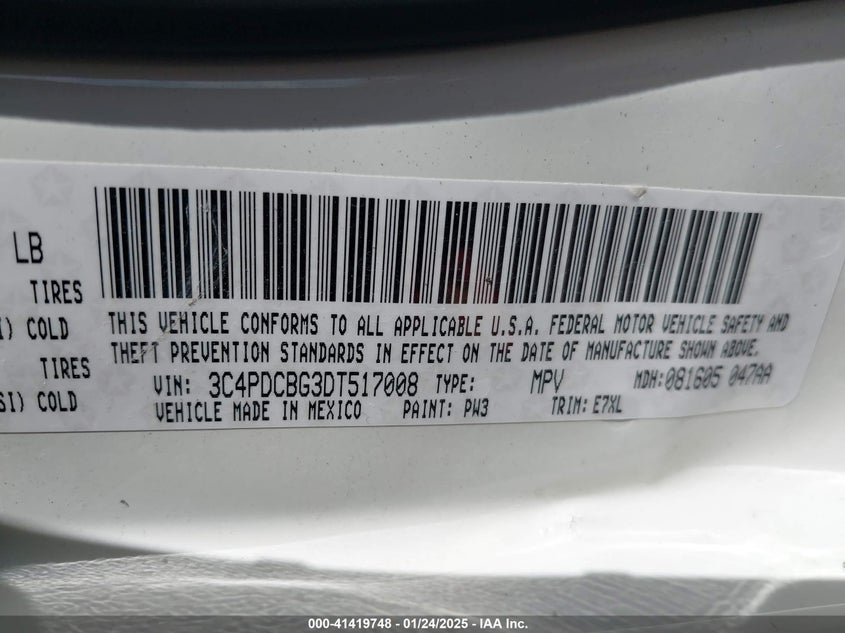 LB
TIRES
I) COLD
TIRES
SI) COLD
THIS VEHICLE CONFORMS TO ALL APPLICABLE U.S.A. FEDERAL MOTOR VEHICLE SAFETY AND
THEFT PREVENTION STANDARDS IN EFFECT ON THE DATE OF MANUFACTURE SHOWN ABOVE.
VIN: 3C4PDCBG3DT517008 TYPE: MPV MDH:081605 047AA
VEHICLE MADE IN MEXICO PAINT: PW3 TRIM: E7XL
000-41419748 - 01/24/2025 - IAA Inc.